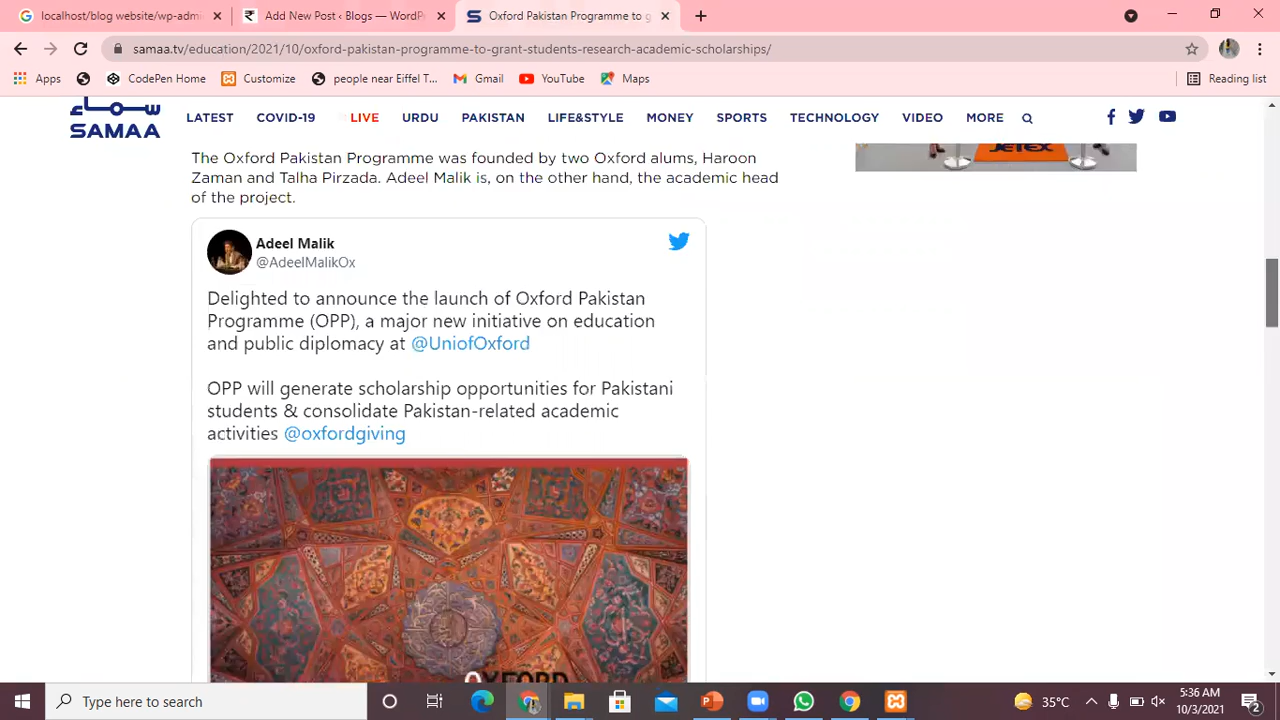 localhost/blog website/wp-admin
Add New Post ‹ Blogs — WordPr
Oxford Pakistan Programme to g
samaa.tv/education/2021/10/oxford-pakistan-programme-to-grant-students-research-academic-scholarships/
Apps CodePen Home Customize people near Eiffel T... Gmail YouTube Maps Reading list
سماء
SAMAA
LATEST COVID-19 LIVE URDU PAKISTAN LIFE&STYLE MONEY SPORTS TECHNOLOGY VIDEO MORE
JETEX
The Oxford Pakistan Programme was founded by two Oxford alums, Haroon
Zaman and Talha Pirzada. Adeel Malik is, on the other hand, the academic head
of the project.
Adeel Malik
@AdeelMalikOx
Delighted to announce the launch of Oxford Pakistan
Programme (OPP), a major new initiative on education
and public diplomacy at @UniofOxford
OPP will generate scholarship opportunities for Pakistani
students & consolidate Pakistan-related academic
activities @oxfordgiving
OXFORD
Type here to search
35°C
5:36 AM
10/3/2021
2